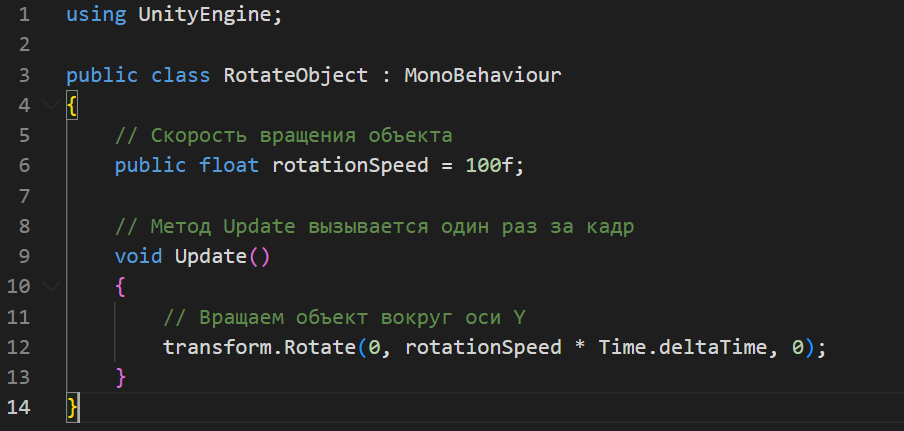 1 using UnityEngine;
2
3 public class RotateObject : MonoBehaviour
4 {
5 // Скорость вращения объекта
6 public float rotationSpeed = 100f;
7
8 // Метод Update вызывается один раз за кадр
9 void Update()
10 {
11 // Вращаем объект вокруг оси Y
12 transform.Rotate(0, rotationSpeed * Time.deltaTime, 0);
13 }
14 }